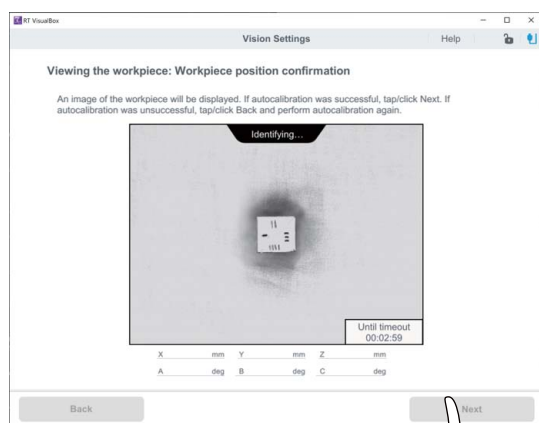 RT VisualBox
Vision Settings
Help
Viewing the workpiece: Workpiece position confirmation
An image of the workpiece will be displayed. If autocalibration was successful, tap/click Next. If
autocalibration was unsuccessful, tap/click Back and perform autocalibration again.
Identifying...
Until timeout
00:02:59
X mm Y mm Z mm
A deg B deg C deg
Back
Next